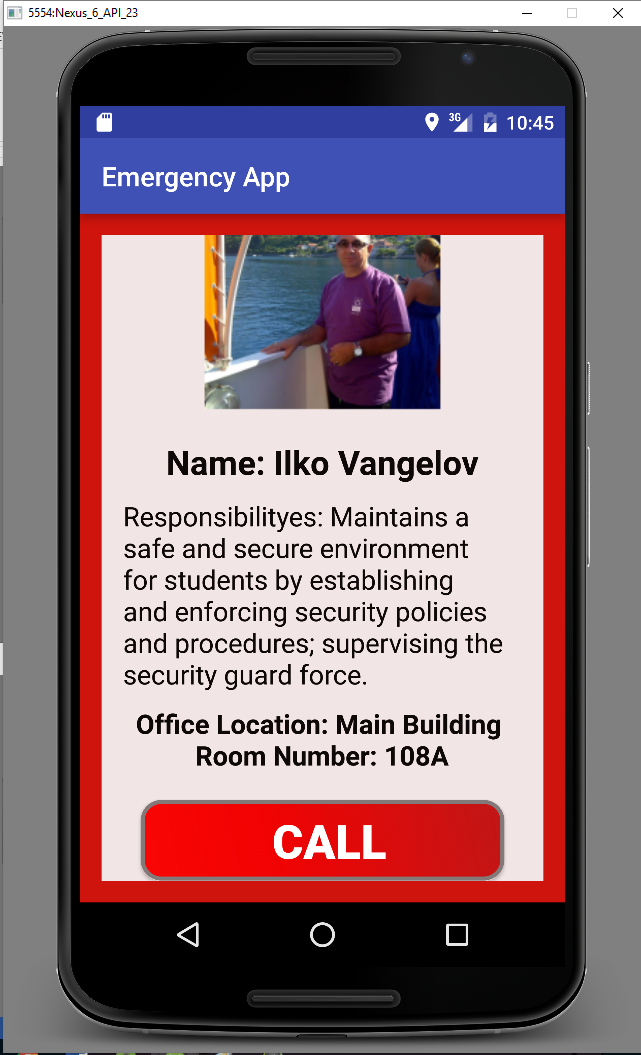 5554:Nexus_6_API_23
3G 10:45
Emergency App
Name: Ilko Vangelov
Responsibilityes: Maintains a
safe and secure environment
for students by establishing
and enforcing security policies
and procedures; supervising the
security guard force.
Office Location: Main Building
Room Number: 108A
CALL